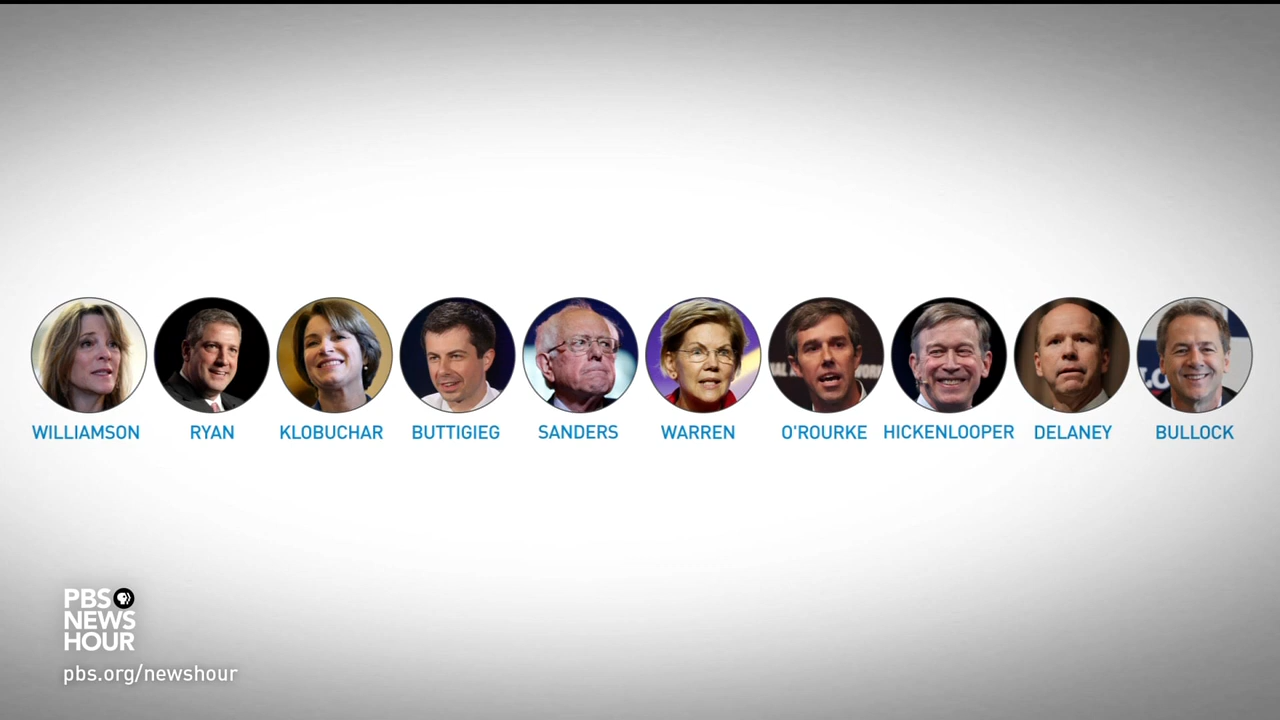 WILLIAMSON RYAN KLOBUCHAR BUTTIGIEG SANDERS WARREN O'ROURKE HICKENLOOPER DELANEY BULLOCK
PBS
NEWS
HOUR
pbs.org/newshour